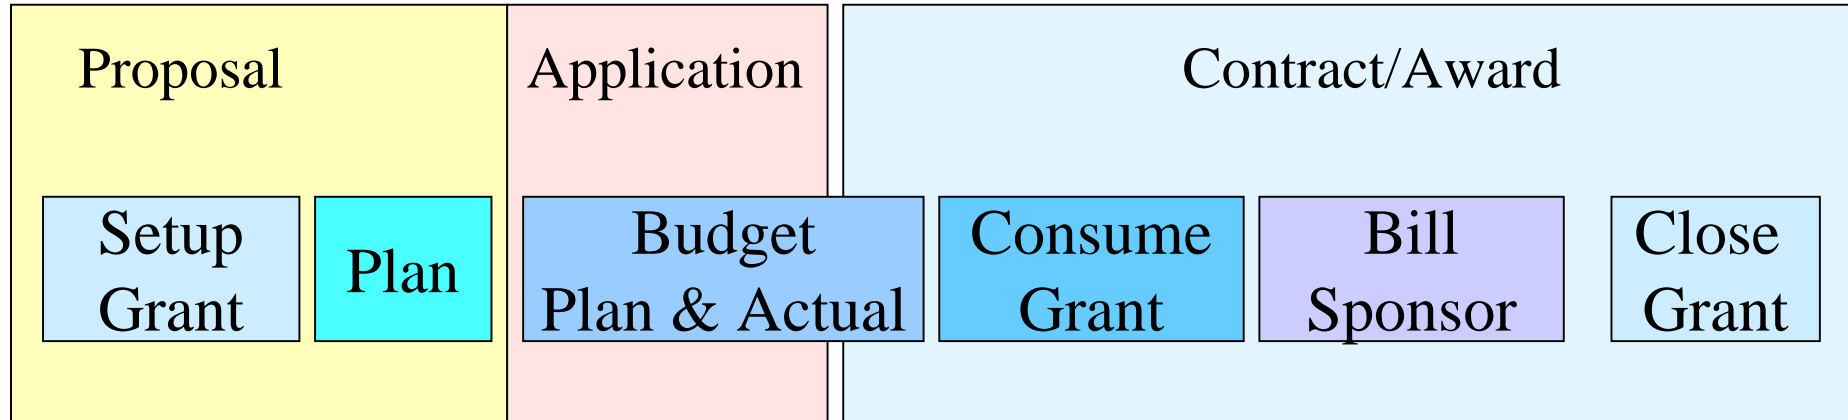 Proposal
Application
Contract/Award
Setup
Grant
Plan
Budget
Plan & Actual
Consume
Grant
Bill
Sponsor
Close
Grant